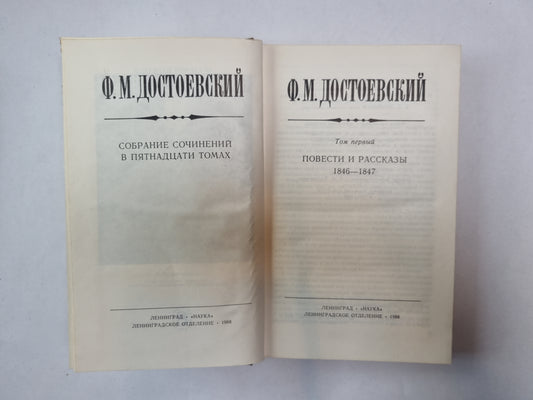 Ф. М. ДОСТОЕВСКИЙ
СОБРАНИЕ СОЧИНЕНИЙ
В ПЯТНАДЦАТИ ТОМАХ
ЛЕНИНГРАД · «НАУКА»
ЛЕНИНГРАДСКОЕ ОТДЕЛЕНИЕ · 1988
Ф. М. ДОСТОЕВСКИЙ
Том первый
ПОВЕСТИ И РАССКАЗЫ
1846—1847
ЛЕНИНГРАД · «НАУКА»
ЛЕНИНГРАДСКОЕ ОТДЕЛЕНИЕ · 1988